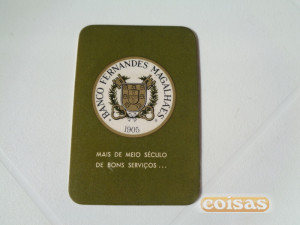 BANCO FERNANDES MAGALHÃES
1905
MAIS DE MEIO SÉCULO
DE BONS SERVIÇOS...
coisas